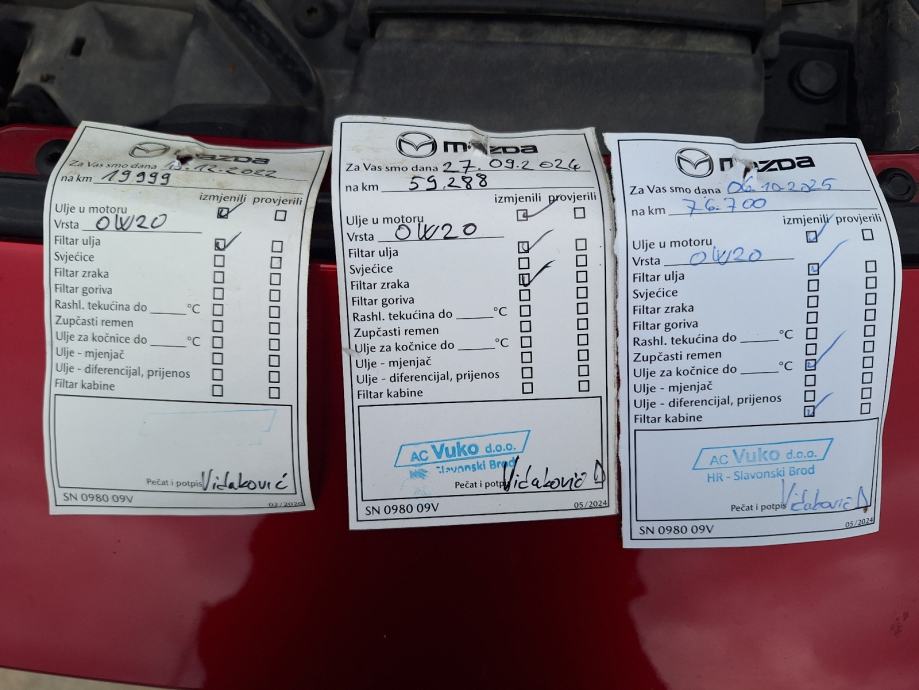 mazda
Za Vas smo dana .12.2022
na km 19999
izmjenili provjerili
Ulje u motoru
Vrsta 0W20
Filtar ulja
Svjećice
Filtar zraka
Filtar goriva
Rashl. tekućina do _____ °C
Zupčasti remen
Ulje za kočnice do _____ °C
Ulje - mjenjač
Ulje - diferencijal, prijenos
Filtar kabine
Pečat i potpis Vidaković
SN 0980 09V
02/2020
mazda
Za Vas smo dana 27.09.2024
na km 59.288
izmjenili provjerili
Ulje u motoru
Vrsta 0W20
Filtar ulja
Svjećice
Filtar zraka
Filtar goriva
Rashl. tekućina do _____ °C
Zupčasti remen
Ulje za kočnice do _____ °C
Ulje - mjenjač
Ulje - diferencijal, prijenos
Filtar kabine
AC Vuko d.o.o.
Slavonski Brod
Pečat i potpis Vidaković D
SN 0980 09V
05/2024
mazda
Za Vas smo dana 06.10.2025
na km 76.700
izmjenili provjerili
Ulje u motoru
Vrsta 0W20
Filtar ulja
Svjećice
Filtar zraka
Filtar goriva
Rashl. tekućina do _____ °C
Zupčasti remen
Ulje za kočnice do _____ °C
Ulje - mjenjač
Ulje - diferencijal, prijenos
Filtar kabine
AC Vuko d.o.o.
HR - Slavonski Brod
Pečat i potpis Vidaković D
SN 0980 09V
05/2024